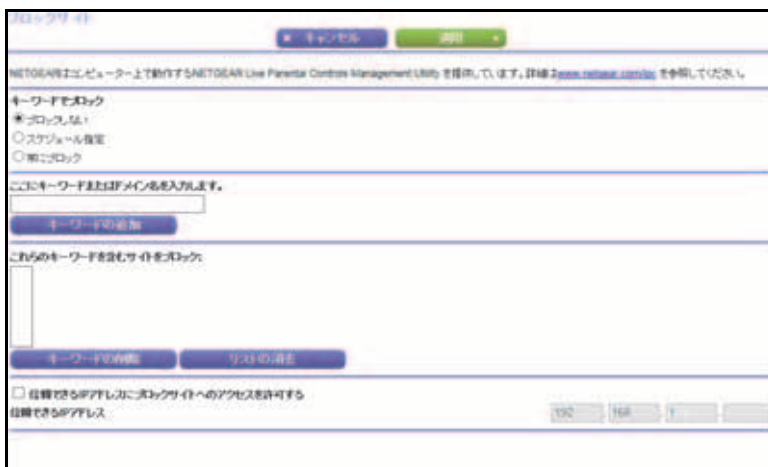 ブロックサイト
× キャンセル 適用
NETGEARはコンピューター上で動作するNETGEAR Live Parental Controls Management Utility を提供しています。詳細はwww.netgear.com/lpc を参照してください。
キーワードでブロック
ブロックしない
スケジュール指定
常にブロック
ここにキーワードまたはドメイン名を入力します。
キーワードの追加
これらのキーワードを含むサイトをブロック:
キーワードの削除 リストの消去
信頼できるIPアドレスにブロックサイトへのアクセスを許可する
信頼できるIPアドレス 192 . 168 . 1 .